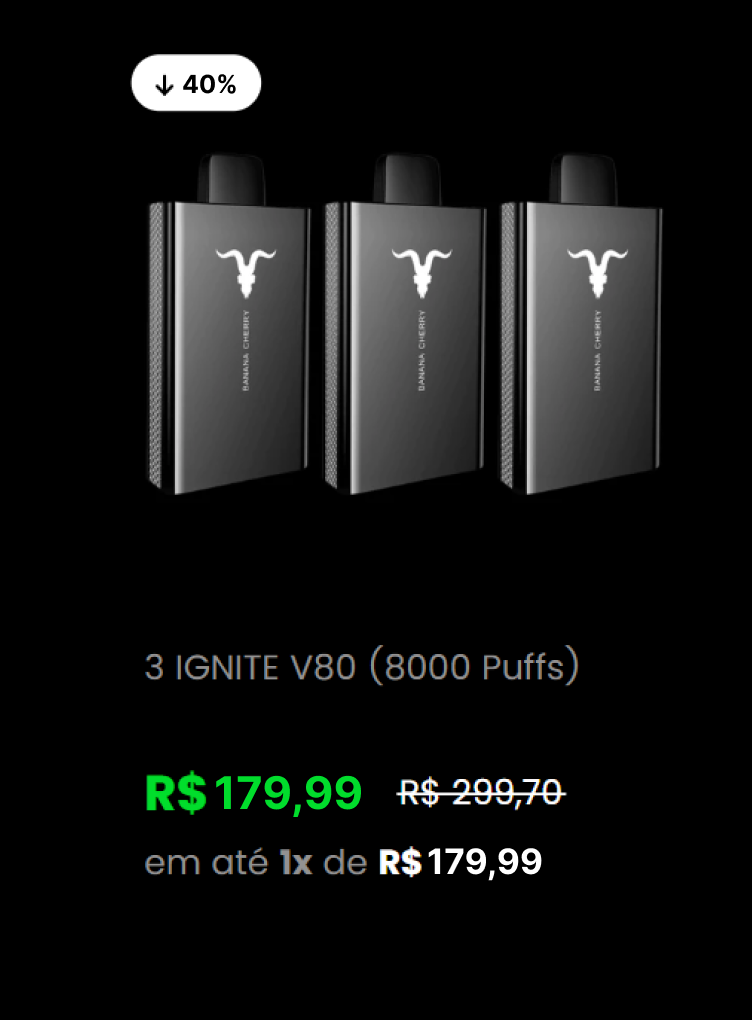 ↓ 40%
BANANA CHERRY
BANANA CHERRY
BANANA CHERRY
3 IGNITE V80 (8000 Puffs)
R$ 179,99 R$ 299,70
em até 1x de R$ 179,99